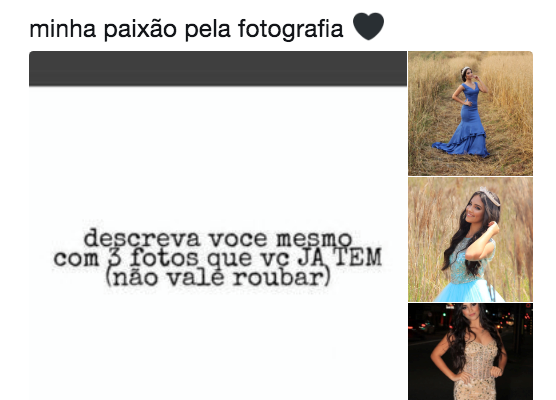 minha paixão pela fotografia 🖤
descreva voce mesmo
com 3 fotos que vc JA TEM
(não vale roubar)